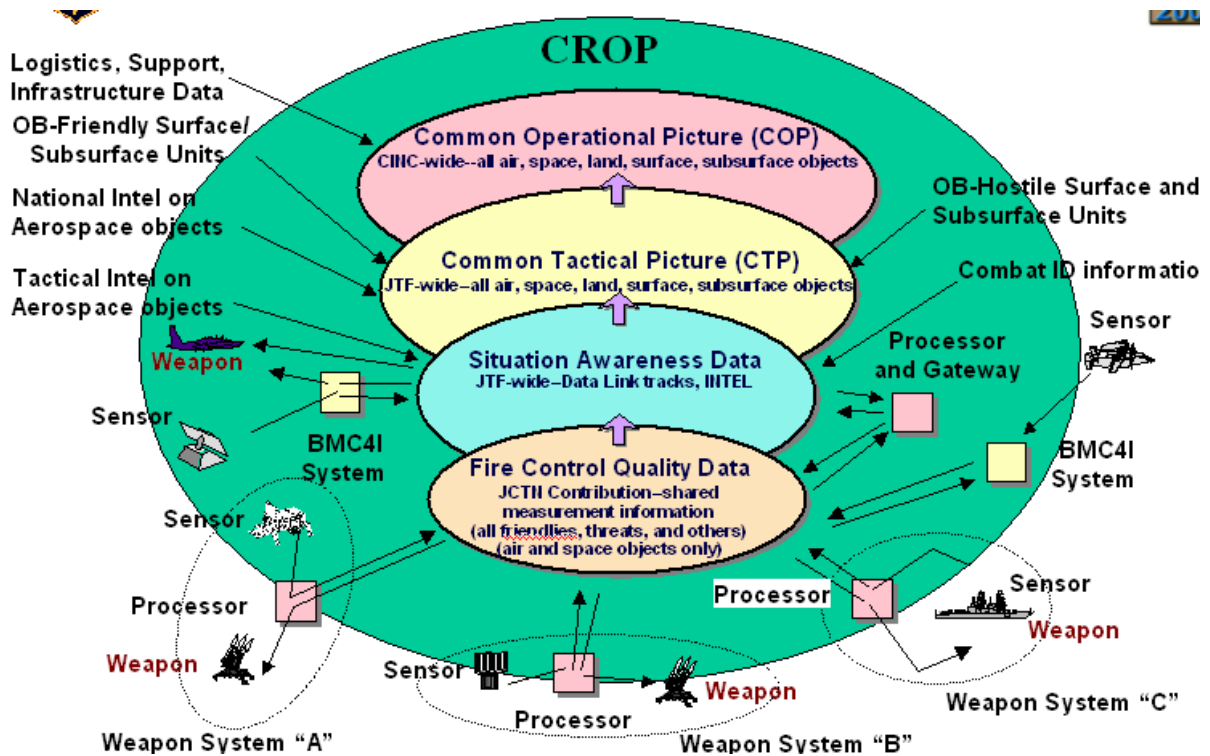 CROP
Logistics, Support,
Infrastructure Data
OB-Friendly Surface/
Subsurface Units
National Intel on
Aerospace objects
Tactical Intel on
Aerospace objects
Common Operational Picture (COP)
CINC-wide--all air, space, land, surface, subsurface objects
OB-Hostile Surface and
Subsurface Units
Common Tactical Picture (CTP)
JTF-wide--all air, space, land, surface, subsurface objects
Combat ID informatio
Sensor
Weapon
Situation Awareness Data
JTF-wide--Data Link tracks, INTEL
Processor
and Gateway
Sensor
BMC4I
System
BMC4I
System
Fire Control Quality Data
JCTN Contribution--shared
measurement information
(all friendlies, threats, and others)
(air and space objects only)
Sensor
Processor
Weapon
Weapon System “A”
Sensor
Processor
Weapon
Weapon System “B”
Processor
Sensor
Weapon
Weapon System “C”